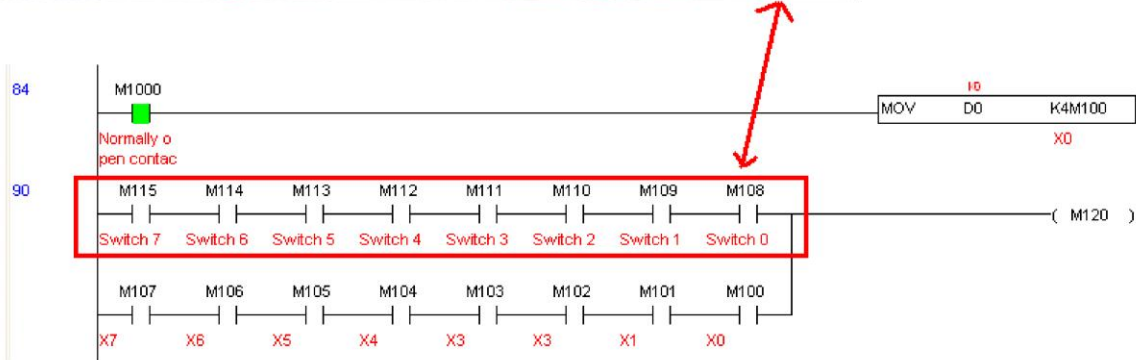 84 M1000 I0
MOV D0 K4M100
Normally o X0
pen contac
90 M115 M114 M113 M112 M111 M110 M109 M108
( M120 )
Switch 7 Switch 6 Switch 5 Switch 4 Switch 3 Switch 2 Switch 1 Switch 0
M107 M106 M105 M104 M103 M102 M101 M100
X7 X6 X5 X4 X3 X3 X1 X0